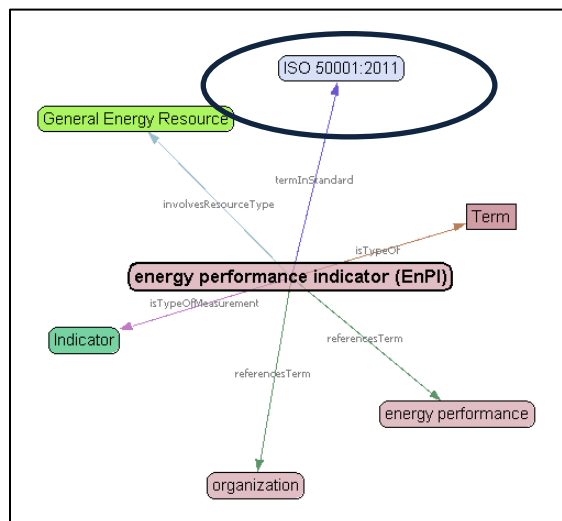 ISO 50001:2011
General Energy Resource
termInStandard
involvesResourceType
Term
isTypeOf
energy performance indicator (EnPI)
isTypeOfMeasurement
Indicator
referencesTerm
referencesTerm
energy performance
organization